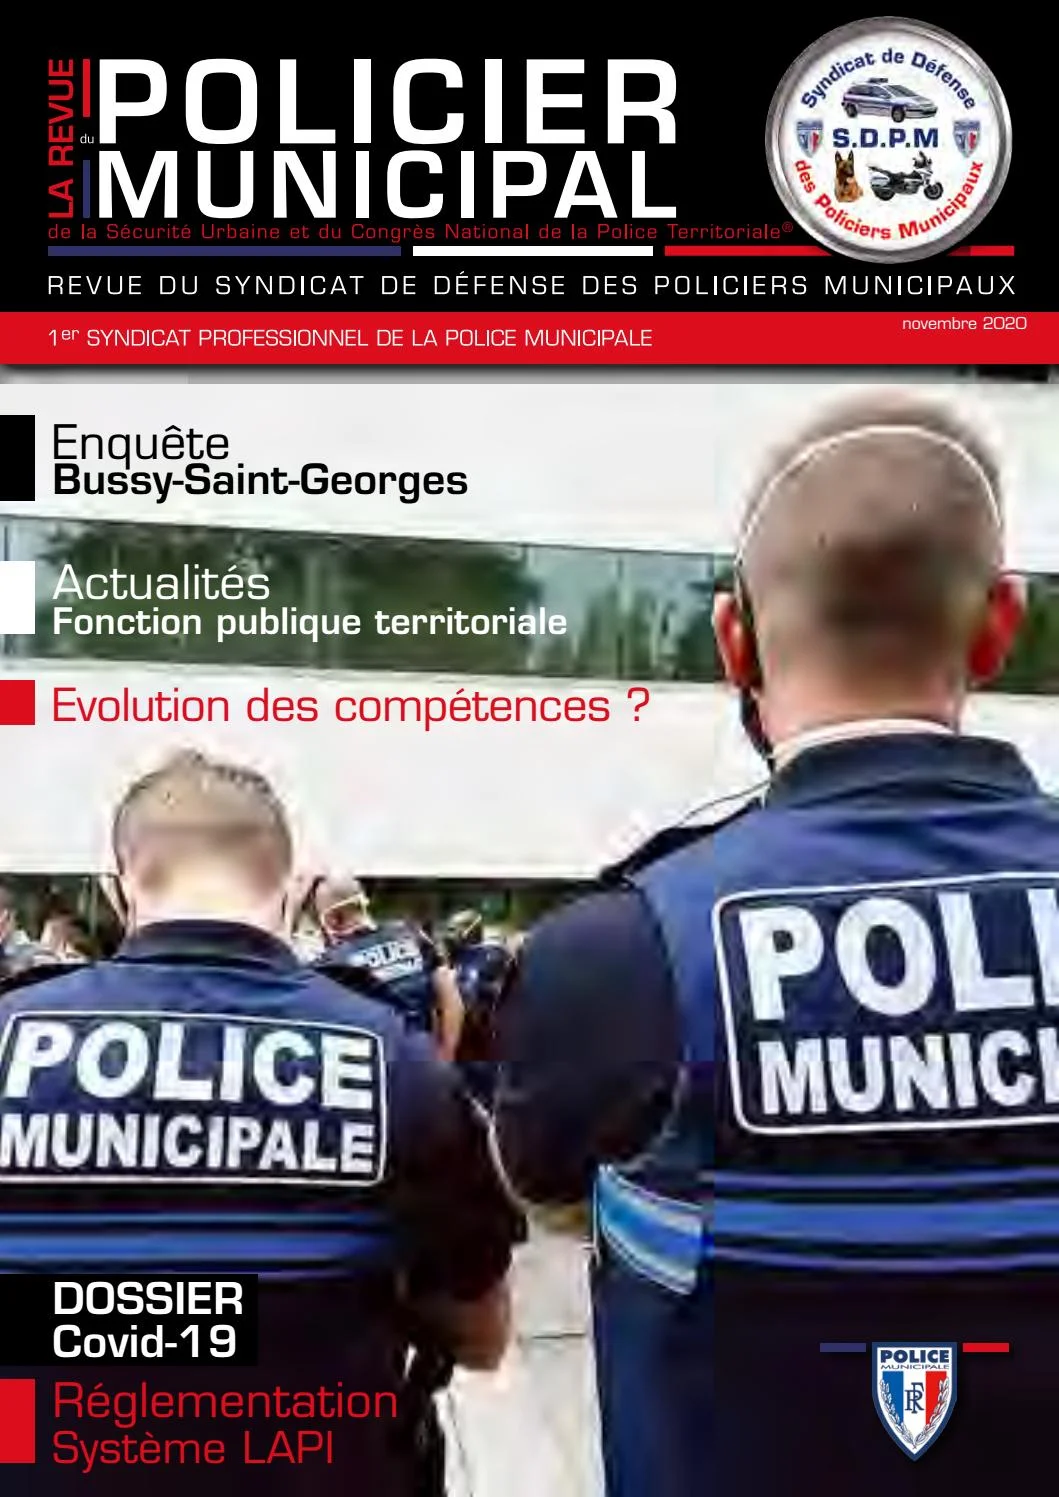 LA REVUE
du
POLICIER
MUNICIPAL
de la Sécurité Urbaine et du Congrès National de la Police Territoriale®
Syndicat de Défense
S.D.P.M
des Policiers Municipaux
REVUE DU SYNDICAT DE DÉFENSE DES POLICIERS MUNICIPAUX
1er SYNDICAT PROFESSIONNEL DE LA POLICE MUNICIPALE
novembre 2020
Enquête
Bussy-Saint-Georges
Actualités
Fonction publique territoriale
Evolution des compétences ?
POLICE
POLI
MUNICI
POLICE
MUNICIPALE
DOSSIER
Covid-19
Réglementation
Système LAPI
POLICE
MUNICIPALE
RF